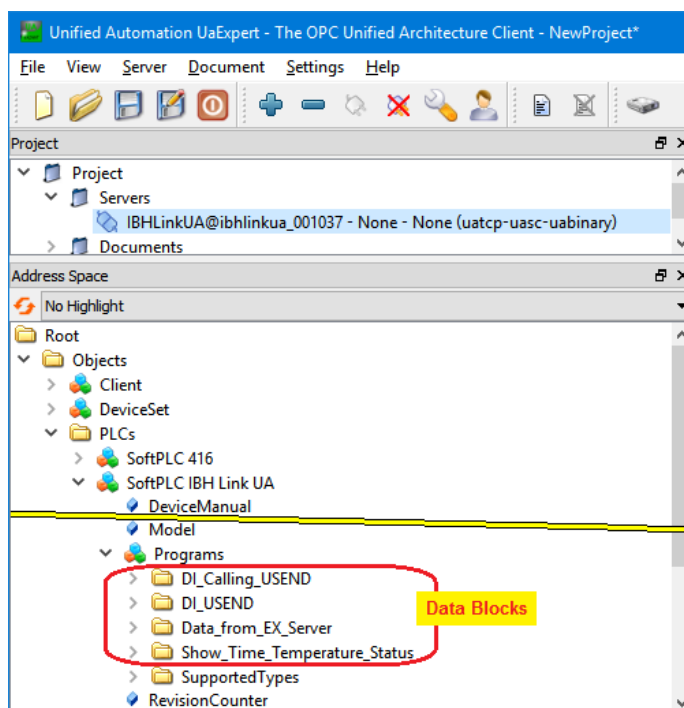 Unified Automation UaExpert - The OPC Unified Architecture Client - NewProject*
File View Server Document Settings Help
Project
Project
Servers
IBHLinkUA@ibhlinkua_001037 - None - None (uatcp-uasc-uabinary)
Documents
Address Space
No Highlight
Root
Objects
Client
DeviceSet
PLCs
SoftPLC 416
SoftPLC IBH Link UA
DeviceManual
Model
Programs
DI_Calling_USEND
DI_USEND
Data Blocks
Data_from_EX_Server
Show_Time_Temperature_Status
SupportedTypes
RevisionCounter